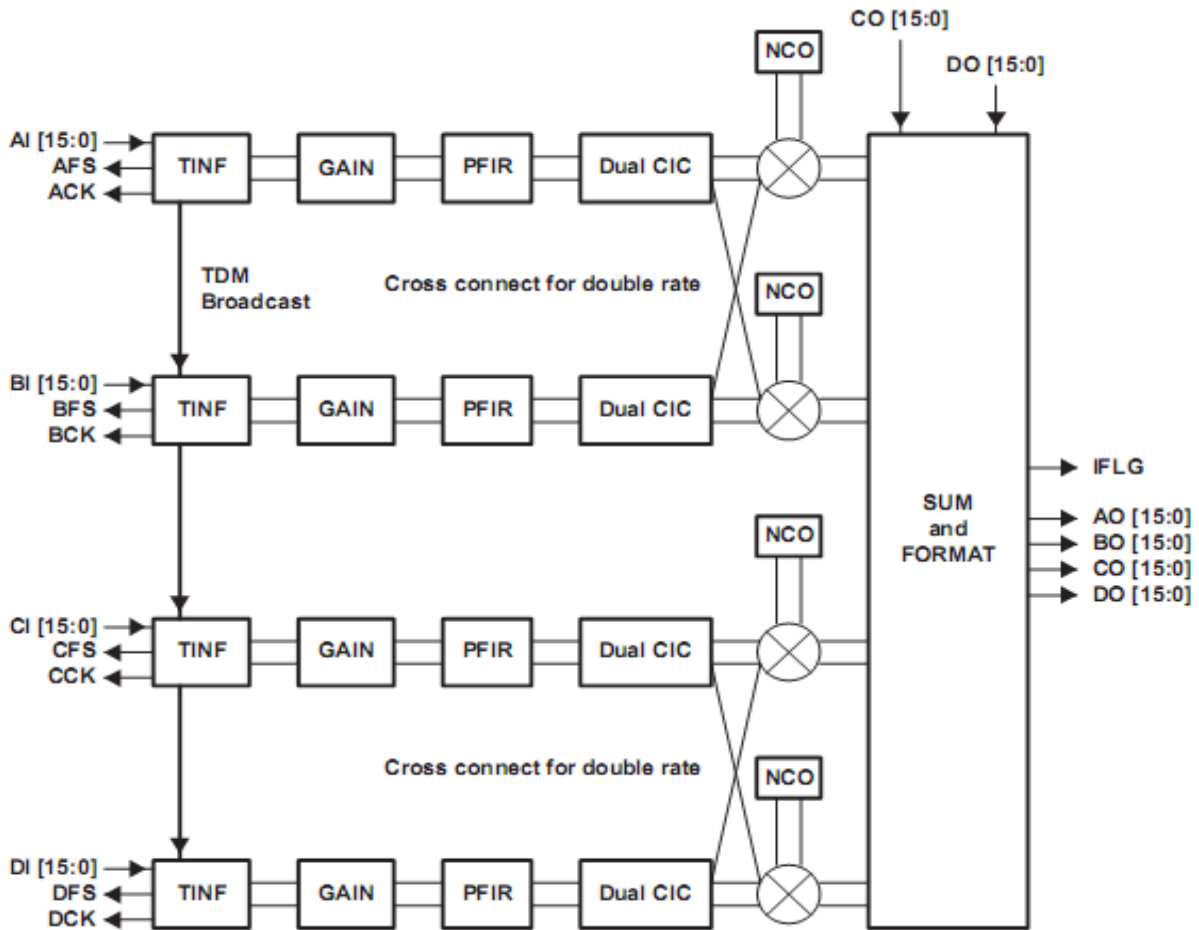 CO [15:0]
DO [15:0]
NCO
AI [15:0]
AFS
ACK
TINF
GAIN
PFIR
Dual CIC
TDM
Broadcast
Cross connect for double rate
NCO
BI [15:0]
BFS
BCK
TINF
GAIN
PFIR
Dual CIC
SUM
and
FORMAT
IFLG
AO [15:0]
BO [15:0]
CO [15:0]
DO [15:0]
NCO
CI [15:0]
CFS
CCK
TINF
GAIN
PFIR
Dual CIC
Cross connect for double rate
NCO
DI [15:0]
DFS
DCK
TINF
GAIN
PFIR
Dual CIC